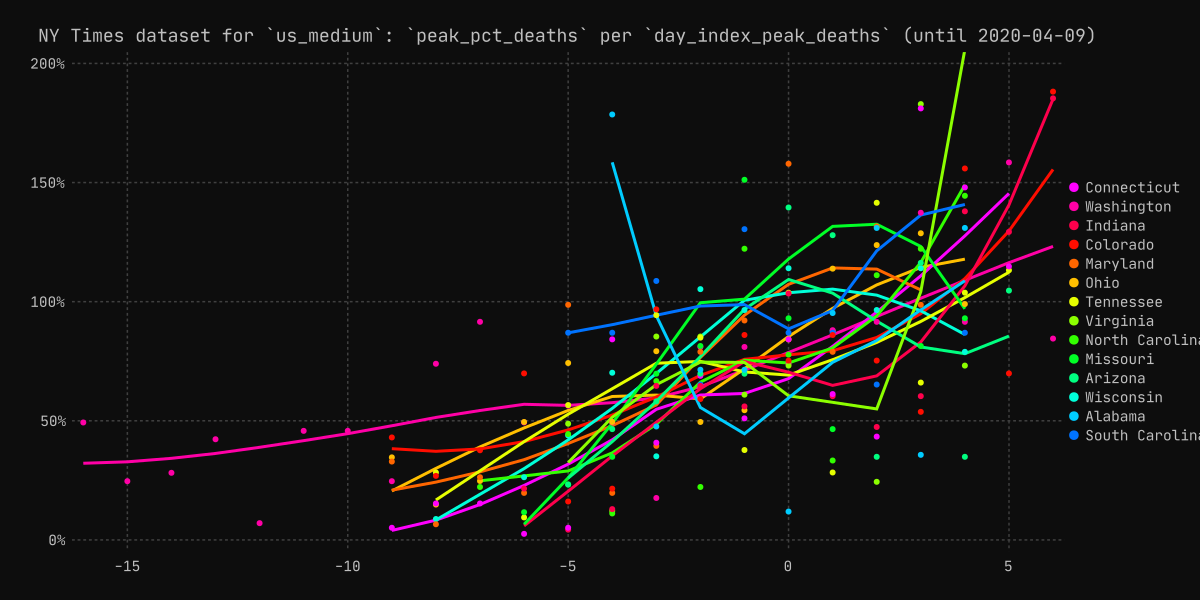 NY Times dataset for `us_medium`: `peak_pct_deaths` per `day_index_peak_deaths` (until 2020-04-09)
200%
150%
100%
50%
0%
-15
-10
-5
0
5
Connecticut
Washington
Indiana
Colorado
Maryland
Ohio
Tennessee
Virginia
North Carolina
Missouri
Arizona
Wisconsin
Alabama
South Carolina